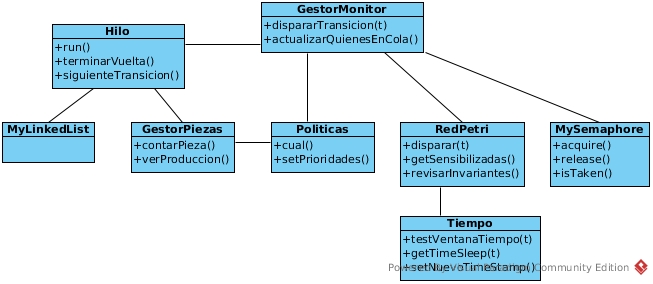 GestorMonitor
+dispararTransicion(t)
+actualizarQuienesEnCola()
Hilo
+run()
+terminarVuelta()
+siguienteTransicion()
MyLinkedList
GestorPiezas
+contarPieza()
+verProduccion()
Politicas
+cual()
+setPrioridades()
RedPetri
+disparar(t)
+getSensibilizadas()
+revisarInvariantes()
MySemaphore
+acquire()
+release()
+isTaken()
Tiempo
+testVentanaTiempo(t)
+getTimeSleep(t)
+setNuevoTimeStamp()
Community Edition